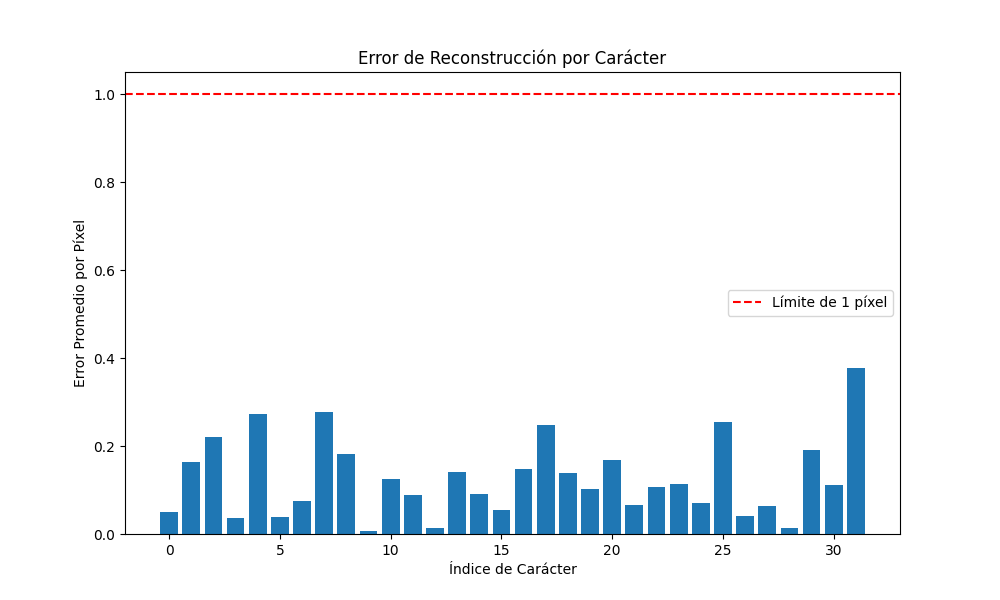 Error de Reconstrucción por Carácter
Error Promedio por Píxel
1.0
0.8
0.6
0.4
0.2
0.0
Límite de 1 píxel
0 5 10 15 20 25 30
Índice de Carácter